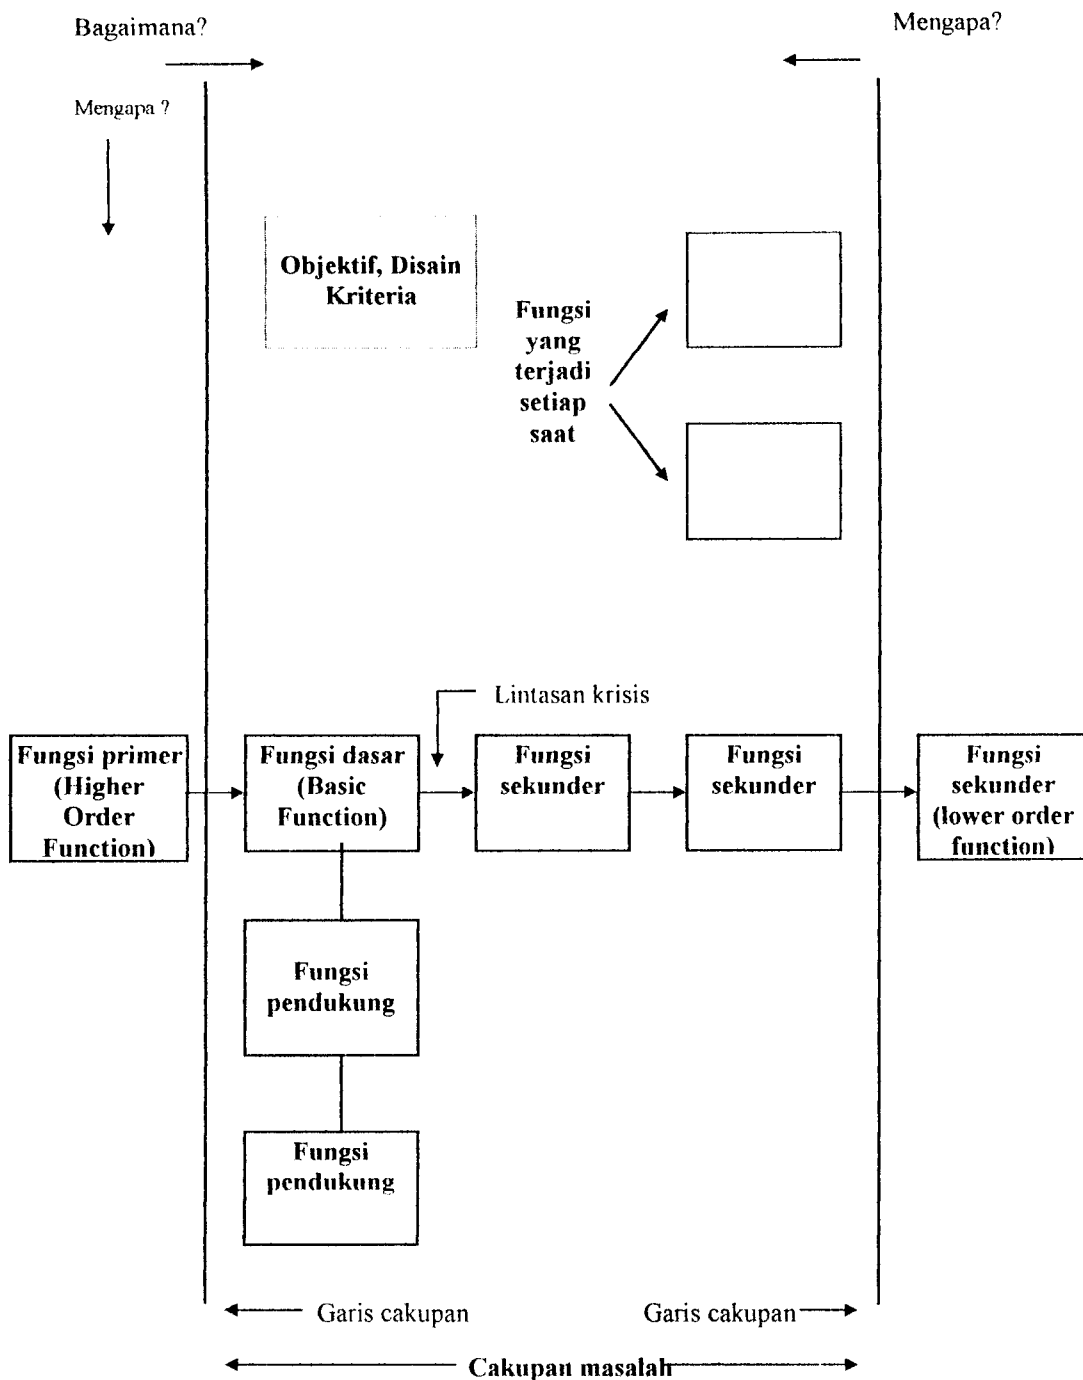 Bagaimana?
Mengapa?
Mengapa ?
Objektif, Disain
Kriteria
Fungsi
yang
terjadi
setiap
saat
Lintasan krisis
Fungsi primer
(Higher
Order
Function)
Fungsi dasar
(Basic
Function)
Fungsi
sekunder
Fungsi
sekunder
Fungsi
sekunder
(lower order
function)
Fungsi
pendukung
Fungsi
pendukung
Garis cakupan
Garis cakupan
Cakupan masalah